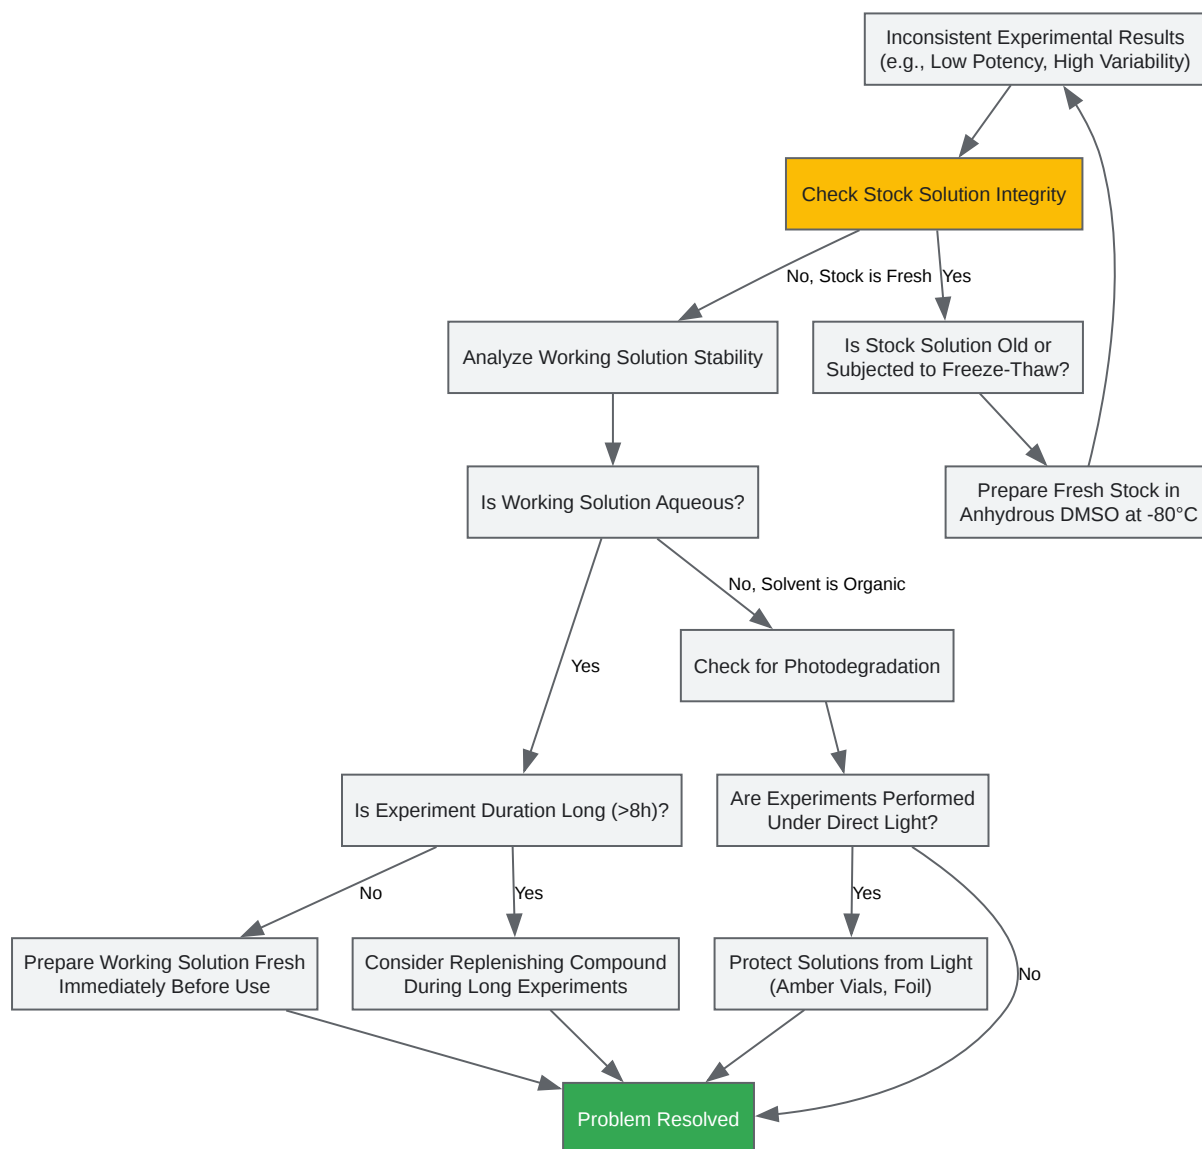 Inconsistent Experimental Results
(e.g., Low Potency, High Variability)
Check Stock Solution Integrity
No, Stock is Fresh
Yes
Analyze Working Solution Stability
Is Stock Solution Old or
Subjected to Freeze-Thaw?
Is Working Solution Aqueous?
Prepare Fresh Stock in
Anhydrous DMSO at -80°C
No, Solvent is Organic
Yes
Check for Photodegradation
Is Experiment Duration Long (>8h)?
Are Experiments Performed
Under Direct Light?
No
Yes
Yes
No
Prepare Working Solution Fresh
Immediately Before Use
Consider Replenishing Compound
During Long Experiments
Protect Solutions from Light
(Amber Vials, Foil)
Problem Resolved